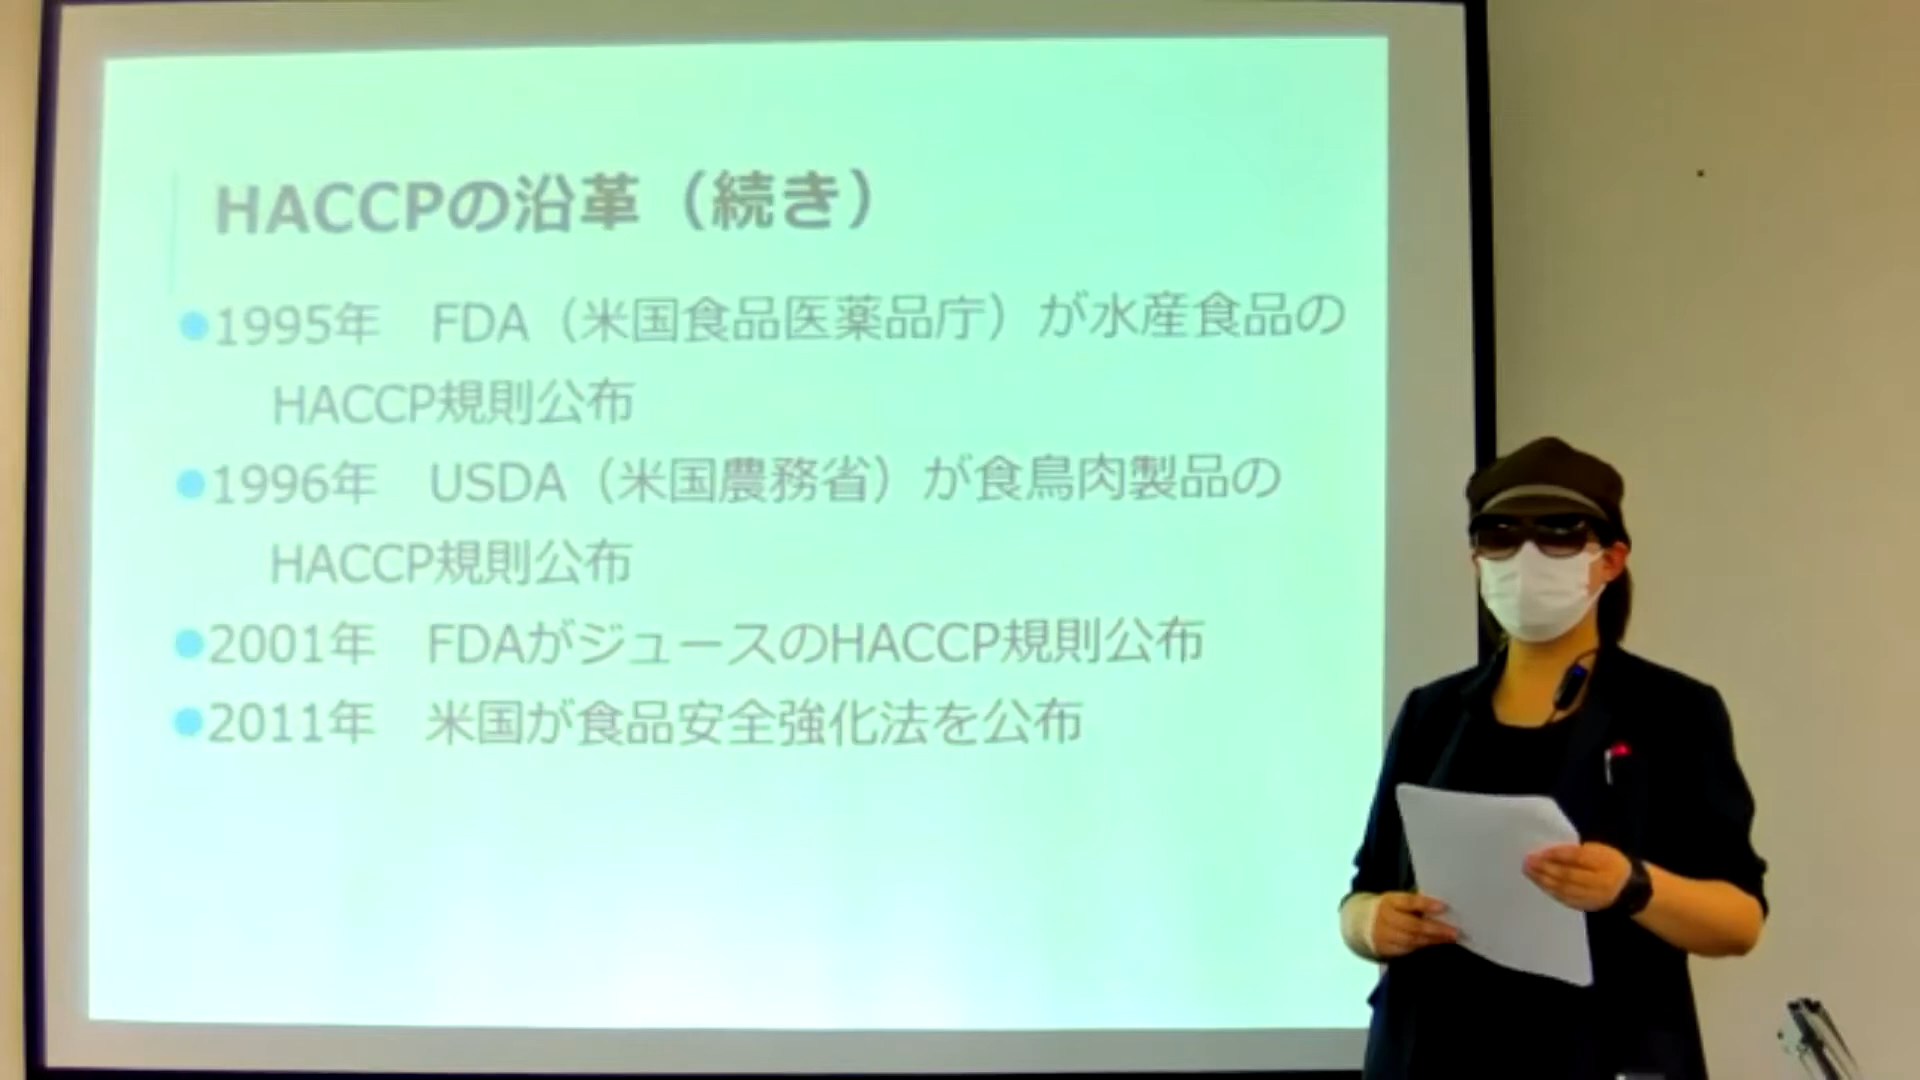 HACCPの沿革（続き）
●1995年　FDA（米国食品医薬品庁）が水産食品の
HACCP規則公布
●1996年　USDA（米国農務省）が食鳥肉製品の
HACCP規則公布
●2001年　FDAがジュースのHACCP規則公布
●2011年　米国が食品安全強化法を公布